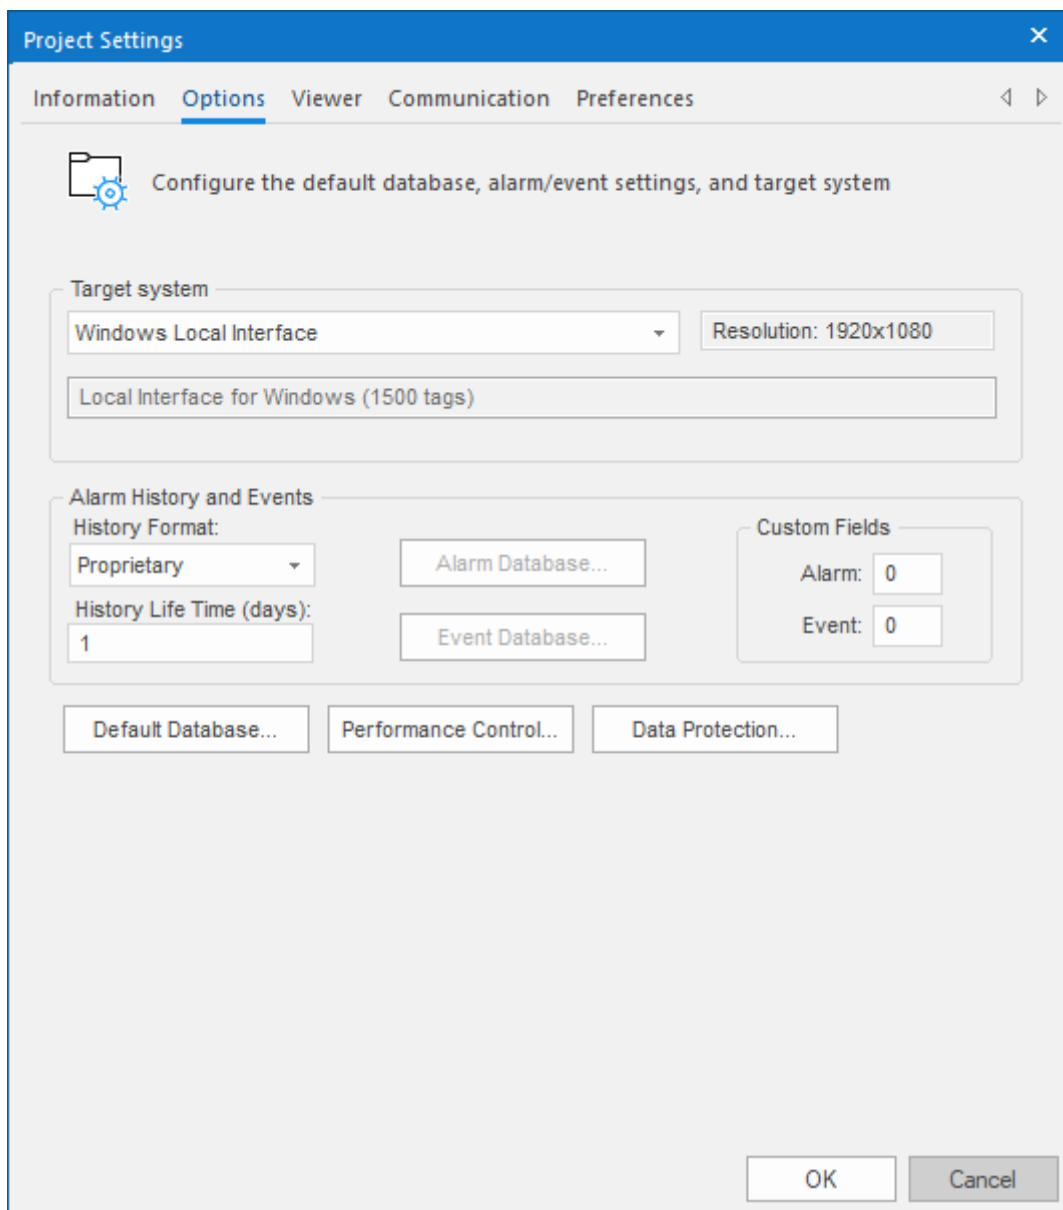 Project Settings
Information Options Viewer Communication Preferences
Configure the default database, alarm/event settings, and target system
Target system
Windows Local Interface
Resolution: 1920x1080
Local Interface for Windows (1500 tags)
Alarm History and Events
History Format:
Proprietary
History Life Time (days):
1
Alarm Database...
Event Database...
Custom Fields
Alarm: 0
Event: 0
Default Database... Performance Control... Data Protection...
OK Cancel